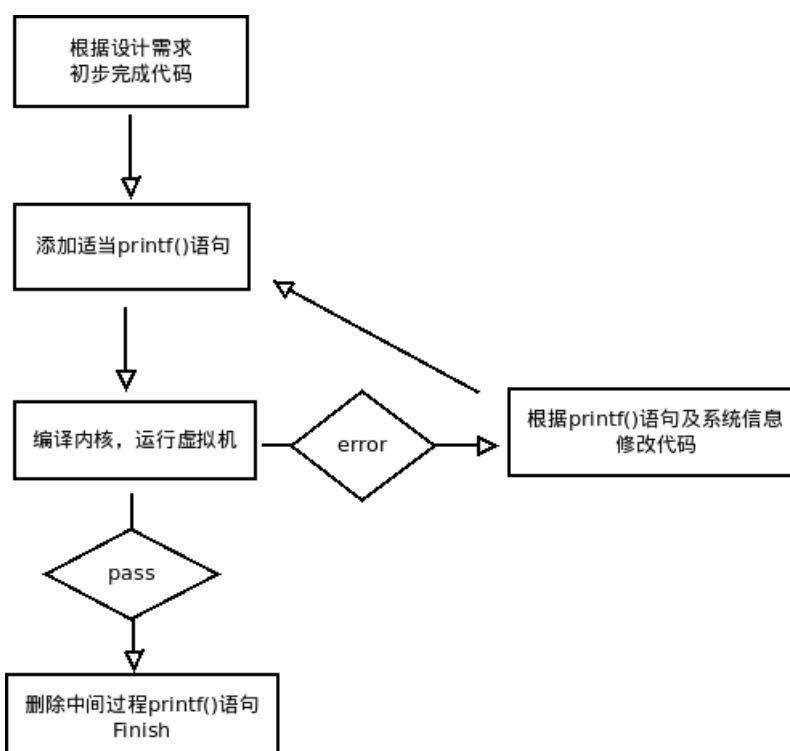 根据设计需求
初步完成代码
添加适当printf()语句
编译内核，运行虚拟机
error
根据printf()语句及系统信息
修改代码
pass
删除中间过程printf()语句
Finish